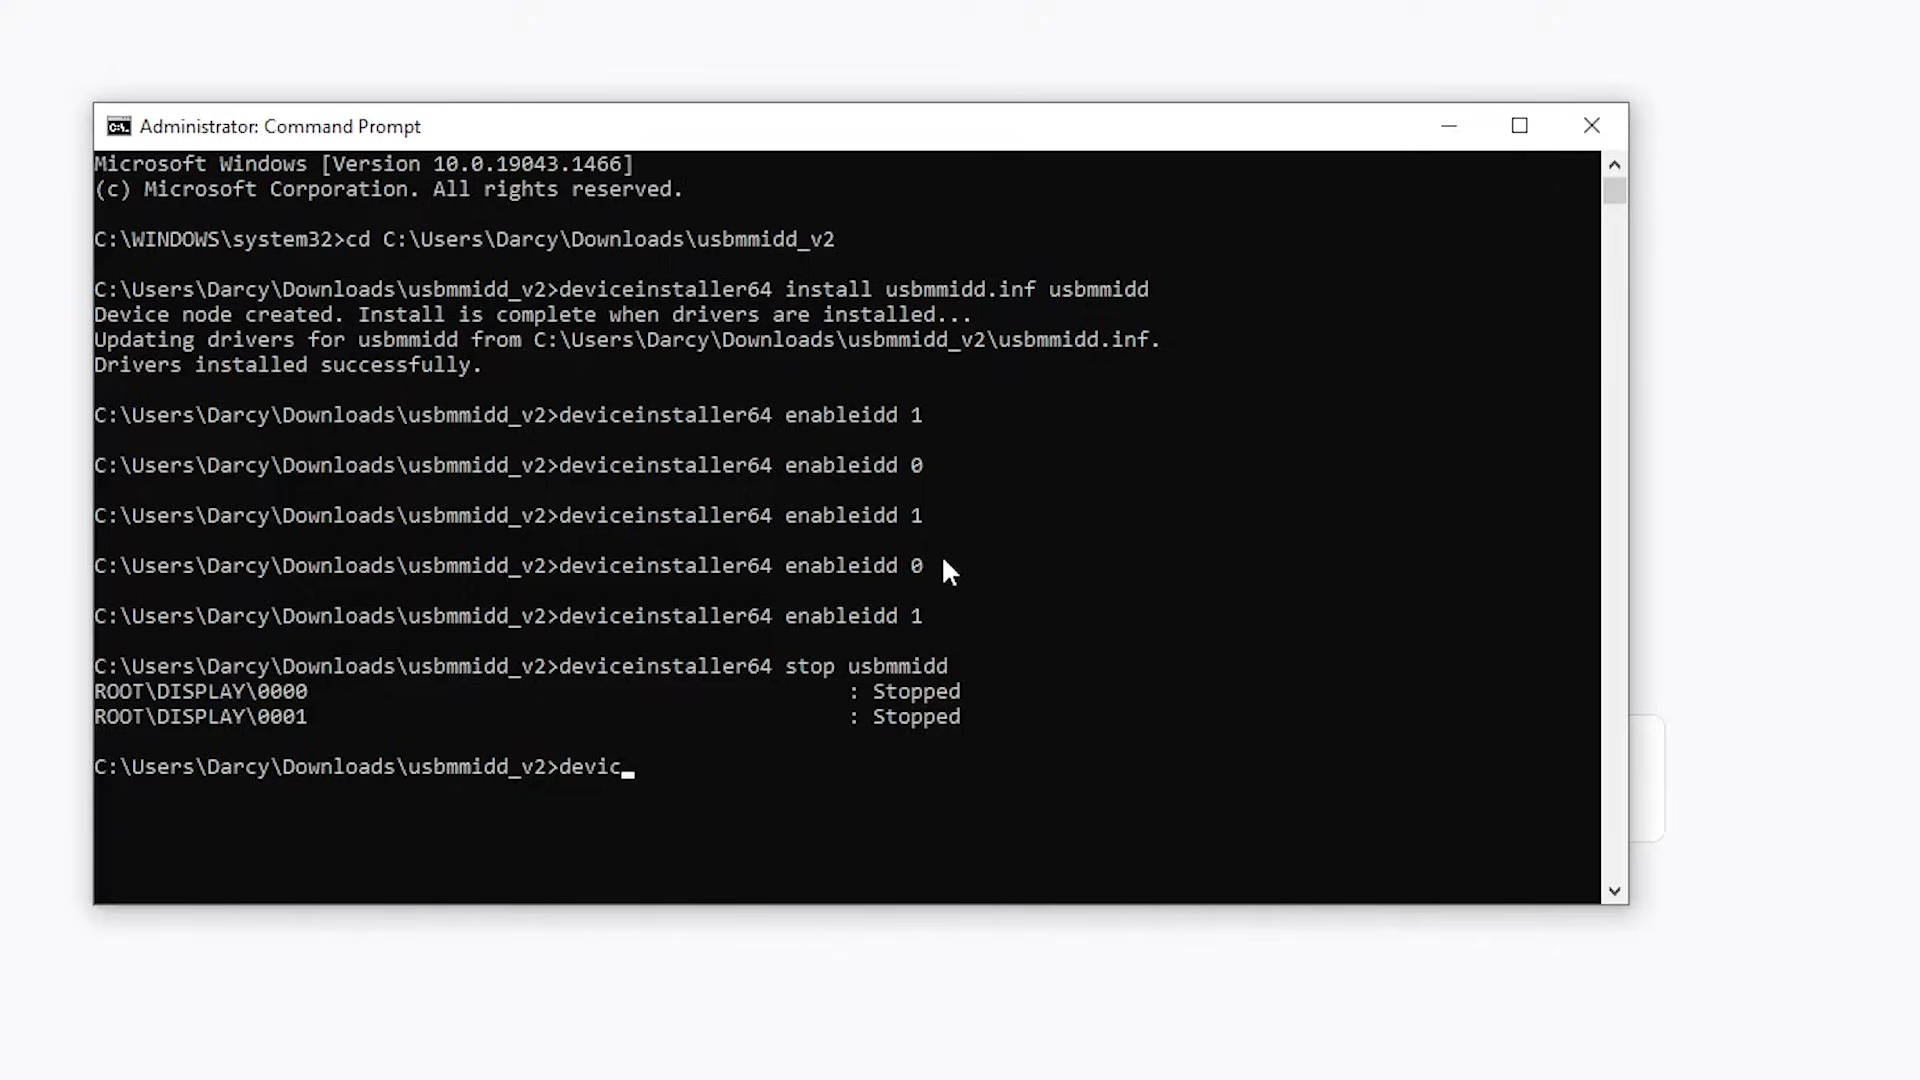 Administrator: Command Prompt
Microsoft Windows [Version 10.0.19043.1466]
(c) Microsoft Corporation. All rights reserved.
C:\WINDOWS\system32>cd C:\Users\Darcy\Downloads\usbmmidd_v2
C:\Users\Darcy\Downloads\usbmmidd_v2>deviceinstaller64 install usbmmidd.inf usbmmidd
Device node created. Install is complete when drivers are installed...
Updating drivers for usbmmidd from C:\Users\Darcy\Downloads\usbmmidd_v2\usbmmidd.inf.
Drivers installed successfully.
C:\Users\Darcy\Downloads\usbmmidd_v2>deviceinstaller64 enableidd 1
C:\Users\Darcy\Downloads\usbmmidd_v2>deviceinstaller64 enableidd 0
C:\Users\Darcy\Downloads\usbmmidd_v2>deviceinstaller64 enableidd 1
C:\Users\Darcy\Downloads\usbmmidd_v2>deviceinstaller64 enableidd 0
C:\Users\Darcy\Downloads\usbmmidd_v2>deviceinstaller64 enableidd 1
C:\Users\Darcy\Downloads\usbmmidd_v2>deviceinstaller64 stop usbmmidd
ROOT\DISPLAY\0000 : Stopped
ROOT\DISPLAY\0001 : Stopped
C:\Users\Darcy\Downloads\usbmmidd_v2>devic